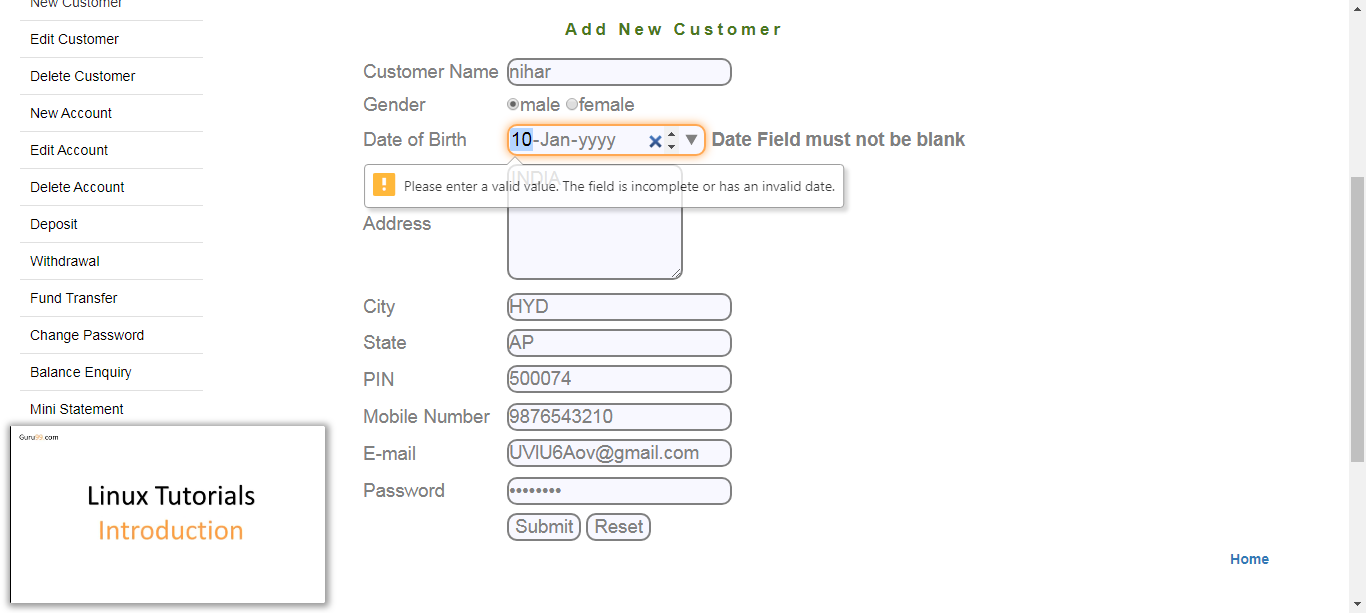 New Customer
Edit Customer
Delete Customer
New Account
Edit Account
Delete Account
Deposit
Withdrawal
Fund Transfer
Change Password
Balance Enquiry
Mini Statement
Guru99.com
Linux Tutorials
Introduction
Add New Customer
Customer Name nihar
Gender male female
Date of Birth 10-Jan-yyyy Date Field must not be blank
INDIA
Please enter a valid value. The field is incomplete or has an invalid date.
Address
City HYD
State AP
PIN 500074
Mobile Number 9876543210
E-mail UVlU6Aov@gmail.com
Password ••••••••
Submit Reset
Home